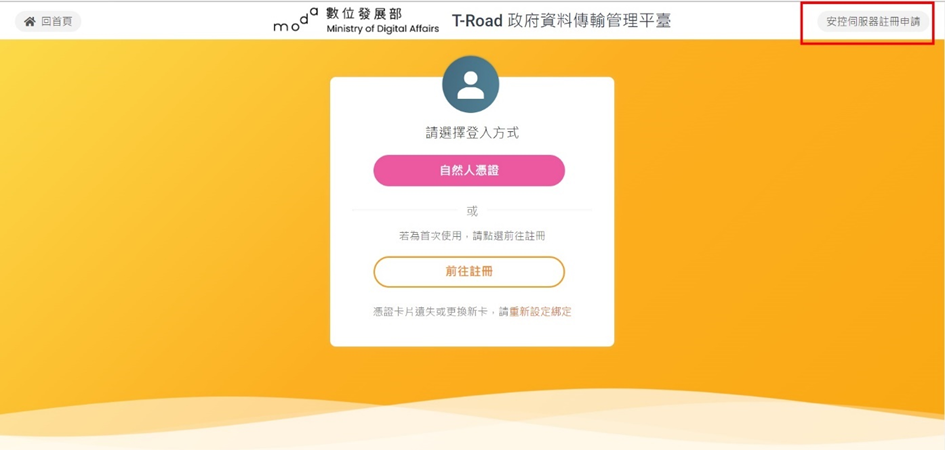 回首頁
moda 數位發展部
Ministry of Digital Affairs
T-Road 政府資料傳輸管理平臺
安控伺服器註冊申請
請選擇登入方式
自然人憑證
或
若為首次使用，請點選前往註冊
前往註冊
憑證卡片遺失或更換新卡，請重新設定綁定